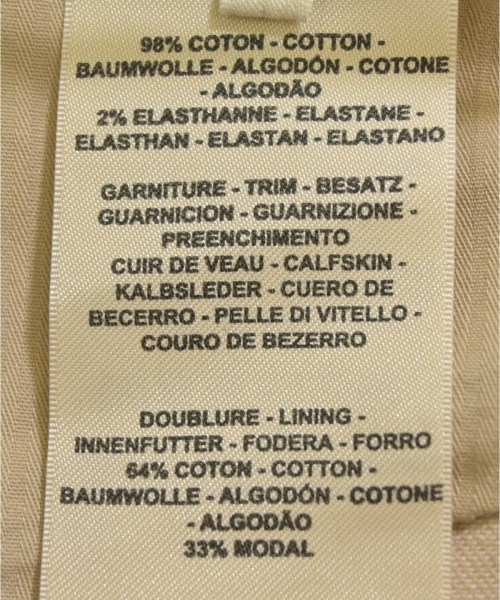 98% COTON - COTTON -
BAUMWOLLE - ALGODÓN - COTONE
- ALGODÃO
2% ELASTHANNE - ELASTANE -
ELASTHAN - ELASTAN - ELASTANO
GARNITURE - TRIM - BESATZ -
GUARNICION - GUARNIZIONE -
PREENCHIMENTO
CUIR DE VEAU - CALFSKIN -
KALBSLEDER - CUERO DE
BECERRO - PELLE DI VITELLO -
COURO DE BEZERRO
DOUBLURE - LINING -
INNENFUTTER - FODERA - FORRO
64% COTON - COTTON -
BAUMWOLLE - ALGODÓN - COTONE
- ALGODÃO
33% MODAL